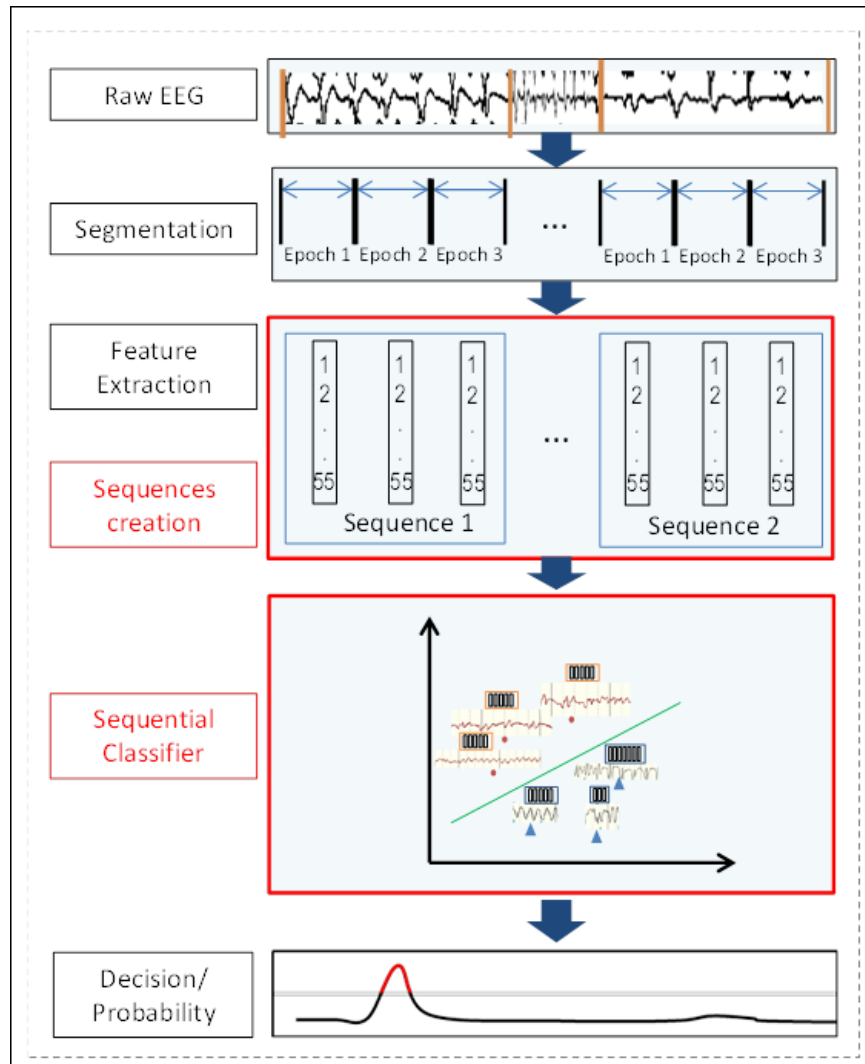 Raw EEG
Segmentation
Epoch 1 Epoch 2 Epoch 3 ... Epoch 1 Epoch 2 Epoch 3
Feature
Extraction
Sequences
creation
1 1 1 ... 1 1 1
2 2 2 2 2 2
. . . . . .
. . . . . .
55 55 55 55 55 55
Sequence 1 Sequence 2
Sequential
Classifier
Decision/
Probability